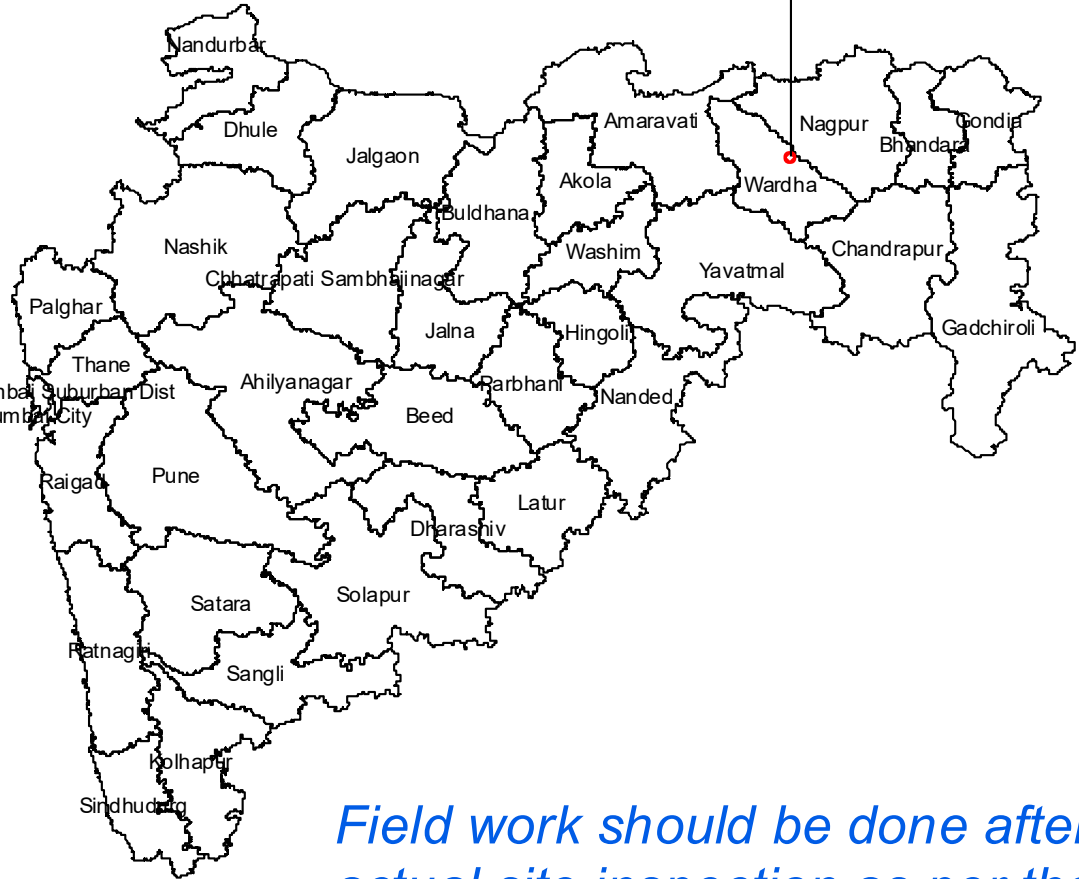 Nandurbar
Dhule
Jalgaon
Amaravati
Nagpur
Gondia
Bhandara
Akola
Wardha
Buldhana
Nashik
Washim
Chandrapur
Chhatrapati Sambhajinagar
Yavatmal
Palghar
Jalna
Hingoli
Gadchiroli
Thane
Ahilyanagar
Parbhani
Suburban Dist
Nanded
City
Beed
Raigad
Pune
Latur
Dharashiv
Satara
Solapur
Ratnagiri
Sangli
Kolhapur
Sindhudurg
Field work should be done after